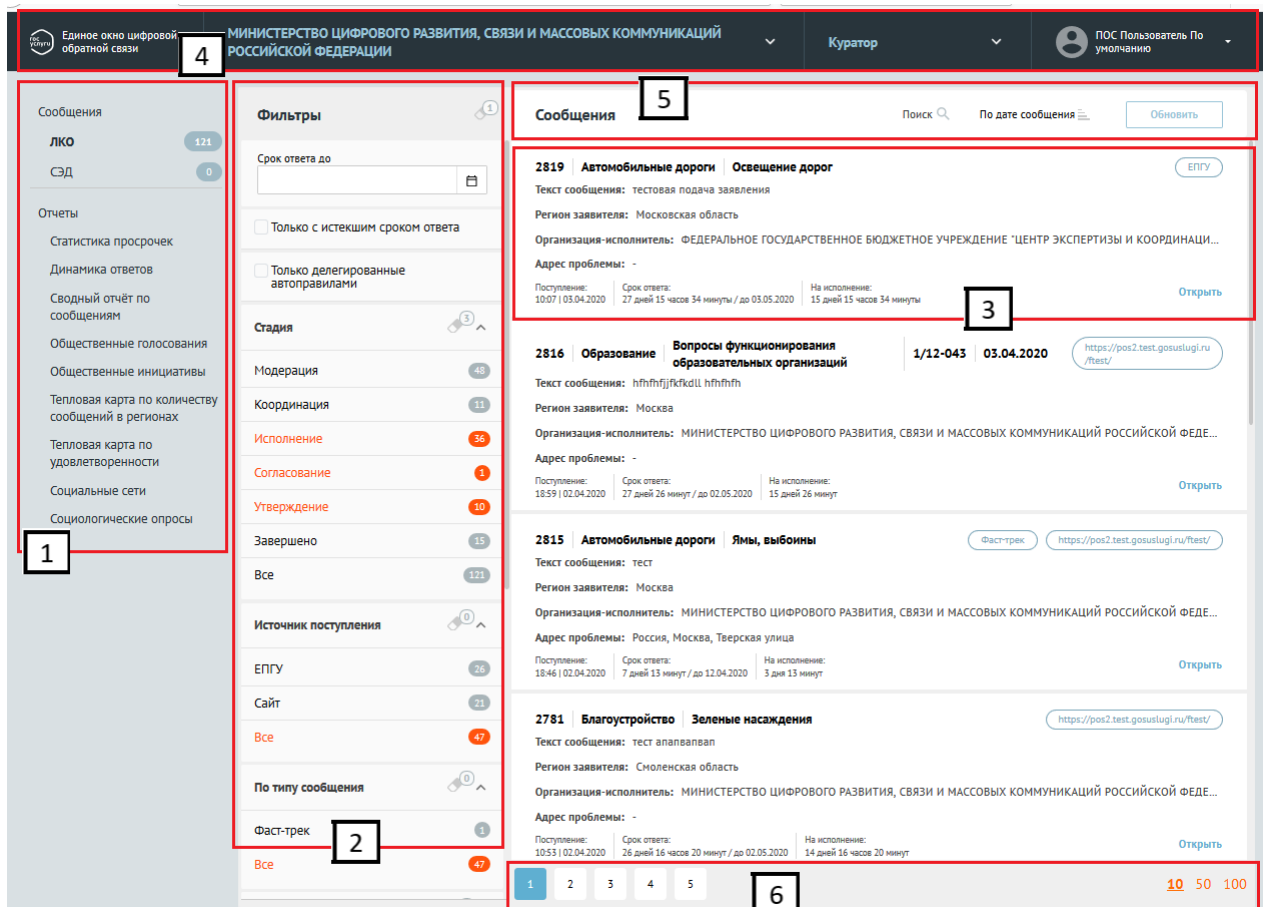 гос услуги
Единое окно цифровой
обратной связи
4
МИНИСТЕРСТВО ЦИФРОВОГО РАЗВИТИЯ, СВЯЗИ И МАССОВЫХ КОММУНИКАЦИЙ
РОССИЙСКОЙ ФЕДЕРАЦИИ
Куратор
ПОС Пользователь По
умолчанию
Сообщения
ЛКО 121
СЭД 0
Отчеты
Статистика просрочек
Динамика ответов
Сводный отчёт по
сообщениям
Общественные голосования
Общественные инициативы
Тепловая карта по количеству
сообщений в регионах
Тепловая карта по
удовлетворенности
Социальные сети
Социологические опросы
1
Фильтры 1
Срок ответа до
Только с истекшим сроком ответа
Только делегированные
автоправилами
Стадия 3
Модерация 48
Координация 11
Исполнение 36
Согласование 1
Утверждение 10
Завершено 15
Все 121
Источник поступления 0
ЕПГУ 26
Сайт 21
Все 47
По типу сообщения 0
Фаст-трек 1
2
Все 47
5
Сообщения Поиск По дате сообщения Обновить
2819 Автомобильные дороги Освещение дорог ЕПГУ
Текст сообщения: тестовая подача заявления
Регион заявителя: Московская область
Организация-исполнитель: ФЕДЕРАЛЬНОЕ ГОСУДАРСТВЕННОЕ БЮДЖЕТНОЕ УЧРЕЖДЕНИЕ "ЦЕНТР ЭКСПЕРТИЗЫ И КООРДИНАЦИ...
Адрес проблемы: -
Поступление: Срок ответа: На исполнение:
10:07 | 03.04.2020 27 дней 15 часов 34 минуты / до 03.05.2020 15 дней 15 часов 34 минуты
Открыть
3
2816 Образование Вопросы функционирования
образовательных организаций 1/12-043 03.04.2020 https://pos2.test.gosuslugi.ru
/ftest/
Текст сообщения: hfhfhfjjfkfkdll hfhfhfh
Регион заявителя: Москва
Организация-исполнитель: МИНИСТЕРСТВО ЦИФРОВОГО РАЗВИТИЯ, СВЯЗИ И МАССОВЫХ КОММУНИКАЦИЙ РОССИЙСКОЙ ФЕДЕ...
Адрес проблемы: -
Поступление: Срок ответа: На исполнение:
18:59 | 02.04.2020 27 дней 26 минут / до 02.05.2020 15 дней 26 минут
Открыть
2815 Автомобильные дороги Ямы, выбоины Фаст-трек https://pos2.test.gosuslugi.ru/ftest/
Текст сообщения: тест
Регион заявителя: Москва
Организация-исполнитель: МИНИСТЕРСТВО ЦИФРОВОГО РАЗВИТИЯ, СВЯЗИ И МАССОВЫХ КОММУНИКАЦИЙ РОССИЙСКОЙ ФЕДЕ...
Адрес проблемы: Россия, Москва, Тверская улица
Поступление: Срок ответа: На исполнение:
18:46 | 02.04.2020 7 дней 13 минут / до 12.04.2020 3 дня 13 минут
Открыть
2781 Благоустройство Зеленые насаждения https://pos2.test.gosuslugi.ru/ftest/
Текст сообщения: тест апапвапвап
Регион заявителя: Смоленская область
Организация-исполнитель: МИНИСТЕРСТВО ЦИФРОВОГО РАЗВИТИЯ, СВЯЗИ И МАССОВЫХ КОММУНИКАЦИЙ РОССИЙСКОЙ ФЕДЕ...
Адрес проблемы: -
Поступление: Срок ответа: На исполнение:
10:53 | 02.04.2020 26 дней 16 часов 20 минут / до 02.05.2020 14 дней 16 часов 20 минут
Открыть
1 2 3 4 5
6
10 50 100